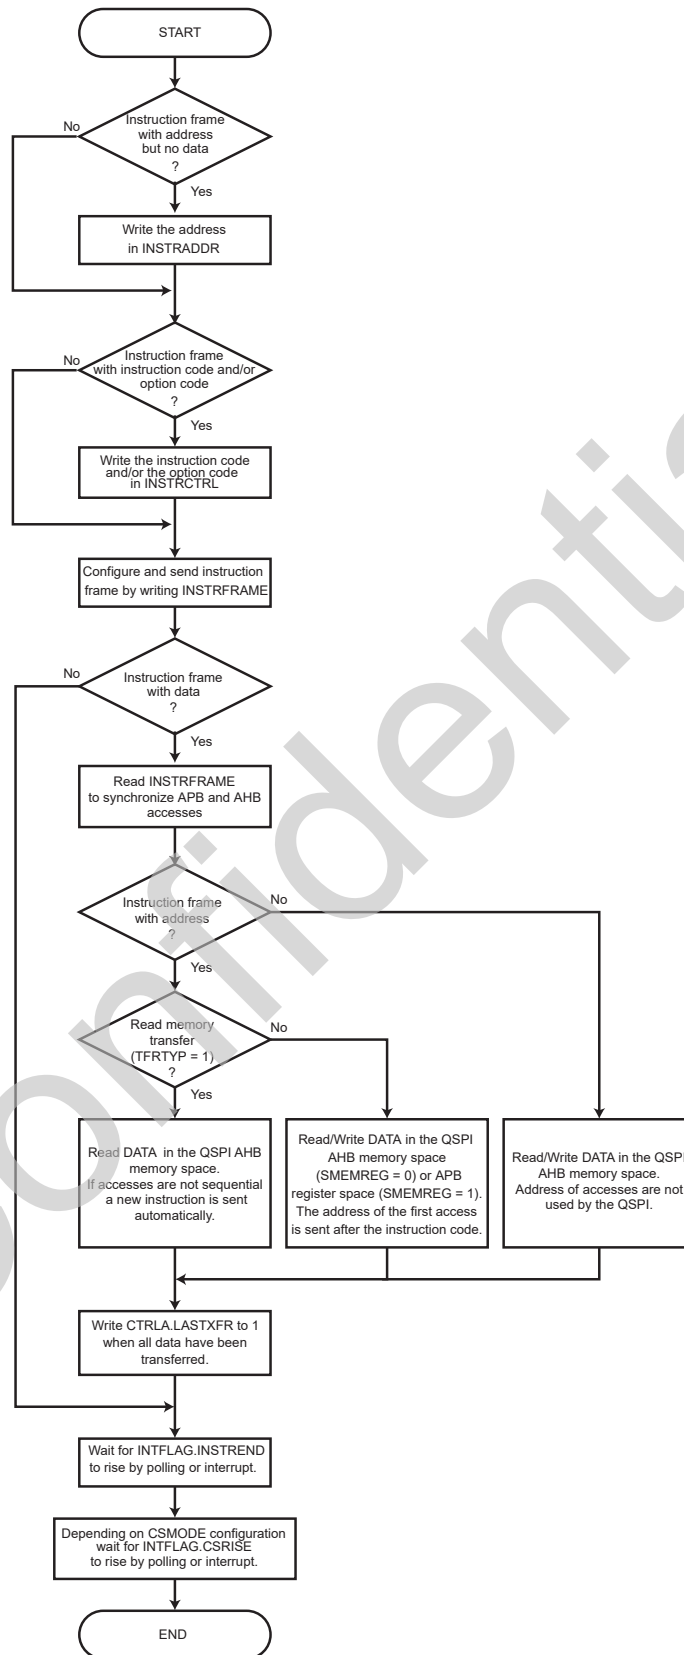 START
Instruction frame
with address
but no data
?
No
Yes
Write the address
in INSTRADDR
Instruction frame
with instruction code and/or
option code
?
No
Yes
Write the instruction code
and/or the option code
in INSTRCTRL
Configure and send instruction
frame by writing INSTRFRAME
Instruction frame
with data
?
No
Yes
Read INSTRFRAME
to synchronize APB and AHB
accesses
Instruction frame
with address
?
No
Yes
Read memory
transfer
(TFRTYP = 1)
?
No
Yes
Read DATA in the QSPI AHB
memory space.
If accesses are not sequential
a new instruction is sent
automatically.
Read/Write DATA in the QSPI
AHB memory space
(SMEMREG = 0) or APB
register space (SMEMREG = 1).
The address of the first access
is sent after the instruction code.
Read/Write DATA in the QSPI
AHB memory space.
Address of accesses are not
used by the QSPI.
Write CTRLA.LASTXFR to 1
when all data have been
transferred.
Wait for INTFLAG.INSTREND
to rise by polling or interrupt.
Depending on CSMODE configuration
wait for INTFLAG.CSRISE
to rise by polling or interrupt.
END
onfidenti